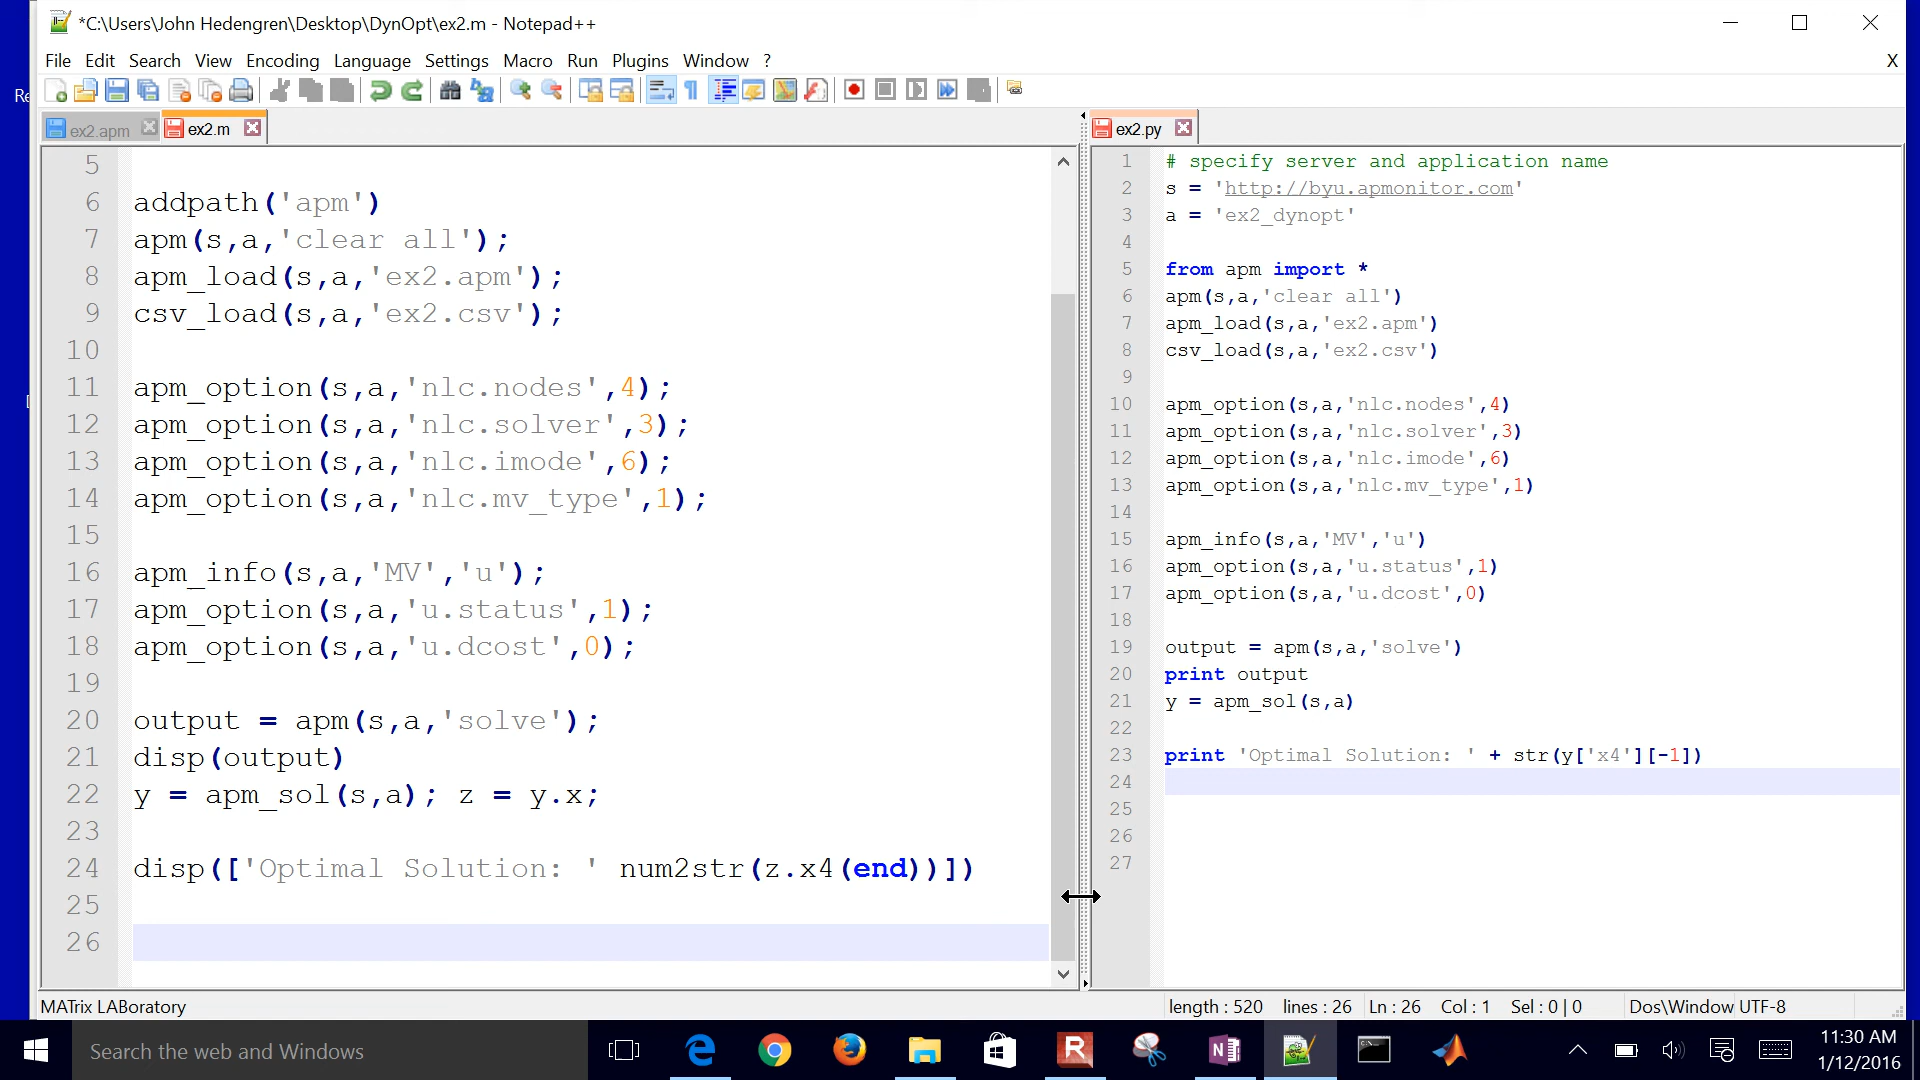 *C:\Users\John Hedengren\Desktop\DynOpt\ex2.m - Notepad++
File Edit Search View Encoding Language Settings Macro Run Plugins Window ? X
ex2.apm ex2.m
5
6 addpath('apm')
7 apm(s,a,'clear all');
8 apm_load(s,a,'ex2.apm');
9 csv_load(s,a,'ex2.csv');
10
11 apm_option(s,a,'nlc.nodes',4);
12 apm_option(s,a,'nlc.solver',3);
13 apm_option(s,a,'nlc.imode',6);
14 apm_option(s,a,'nlc.mv_type',1);
15
16 apm_info(s,a,'MV','u');
17 apm_option(s,a,'u.status',1);
18 apm_option(s,a,'u.dcost',0);
19
20 output = apm(s,a,'solve');
21 disp(output)
22 y = apm_sol(s,a); z = y.x;
23
24 disp(['Optimal Solution: ' num2str(z.x4(end))])
25
26
ex2.py
1 # specify server and application name
2 s = 'http://byu.apmonitor.com'
3 a = 'ex2_dynopt'
4
5 from apm import *
6 apm(s,a,'clear all')
7 apm_load(s,a,'ex2.apm')
8 csv_load(s,a,'ex2.csv')
9
10 apm_option(s,a,'nlc.nodes',4)
11 apm_option(s,a,'nlc.solver',3)
12 apm_option(s,a,'nlc.imode',6)
13 apm_option(s,a,'nlc.mv_type',1)
14
15 apm_info(s,a,'MV','u')
16 apm_option(s,a,'u.status',1)
17 apm_option(s,a,'u.dcost',0)
18
19 output = apm(s,a,'solve')
20 print output
21 y = apm_sol(s,a)
22
23 print 'Optimal Solution: ' + str(y['x4'][-1])
24
25
26
27
MATrix LABoratory length : 520 lines : 26 Ln : 26 Col : 1 Sel : 0 | 0 Dos\Window UTF-8
Search the web and Windows
11:30 AM
1/12/2016